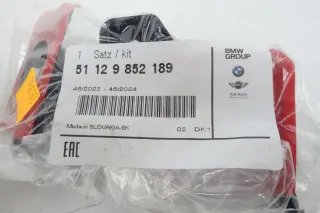 1 Satz / kit
BMW
GROUP
51 12 9 852 189
46/2023 - 46/2024
Made in SLOVAKIA-SK
02 DK1
EAC